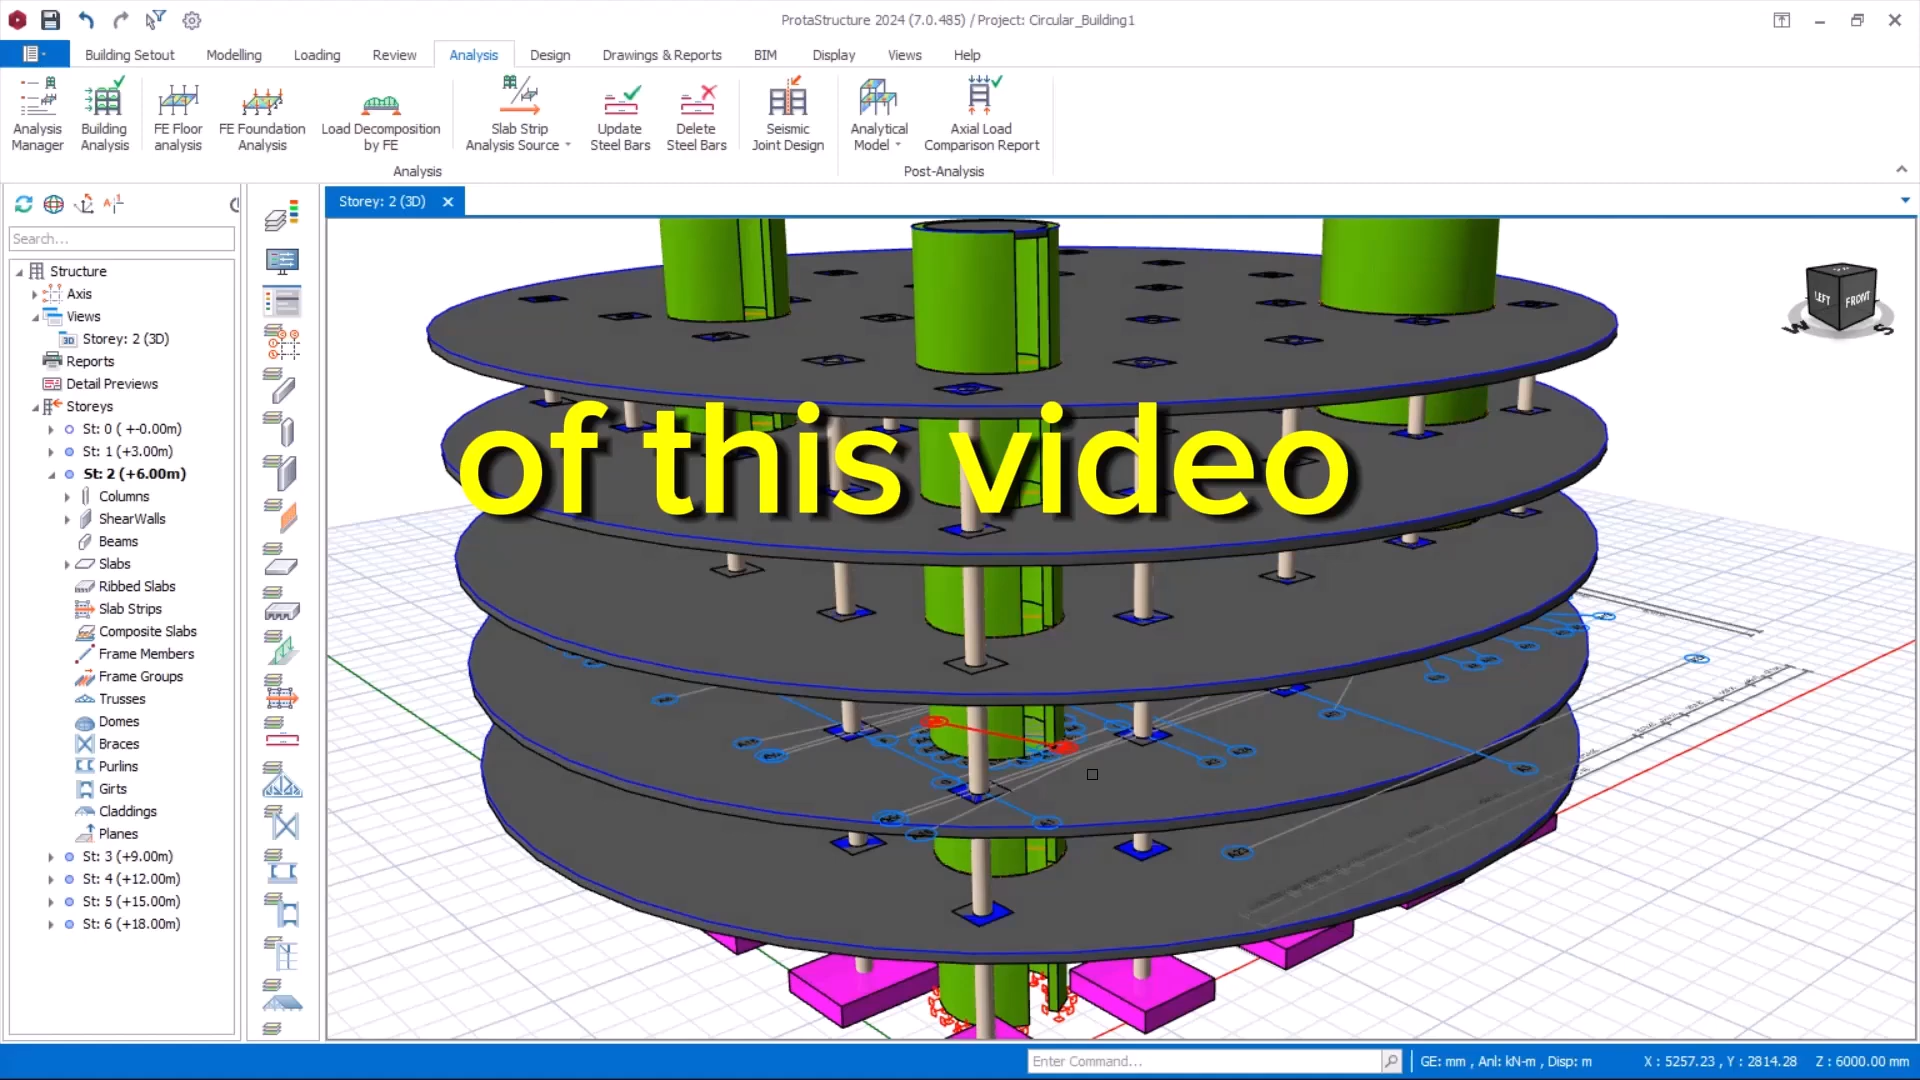 ProtaStructure 2024 (7.0.485) / Project: Circular_Building1
Building Setout Modelling Loading Review Analysis Design Drawings & Reports BIM Display Views Help
Analysis Manager
Building Analysis
FE Floor analysis
FE Foundation Analysis
Load Decomposition by FE
Slab Strip Analysis Source
Update Steel Bars
Delete Steel Bars
Seismic Joint Design
Analytical Model
Axial Load Comparison Report
Analysis
Post-Analysis
Storey: 2 (3D)
Search...
Structure
Axis
Views
3D Storey: 2 (3D)
Reports
Detail Previews
Storeys
St: 0 ( +-0.00m)
St: 1 (+3.00m)
St: 2 (+6.00m)
Columns
ShearWalls
Beams
Slabs
Ribbed Slabs
Slab Strips
Composite Slabs
Frame Members
Frame Groups
Trusses
Domes
Braces
Purlins
Girts
Claddings
Planes
St: 3 (+9.00m)
St: 4 (+12.00m)
St: 5 (+15.00m)
St: 6 (+18.00m)
LEFT FRONT
W S
of this video
Enter Command...
GE: mm , Anl: kN-m , Disp: m
X : 5257.23 , Y : 2814.28 Z : 6000.00 mm